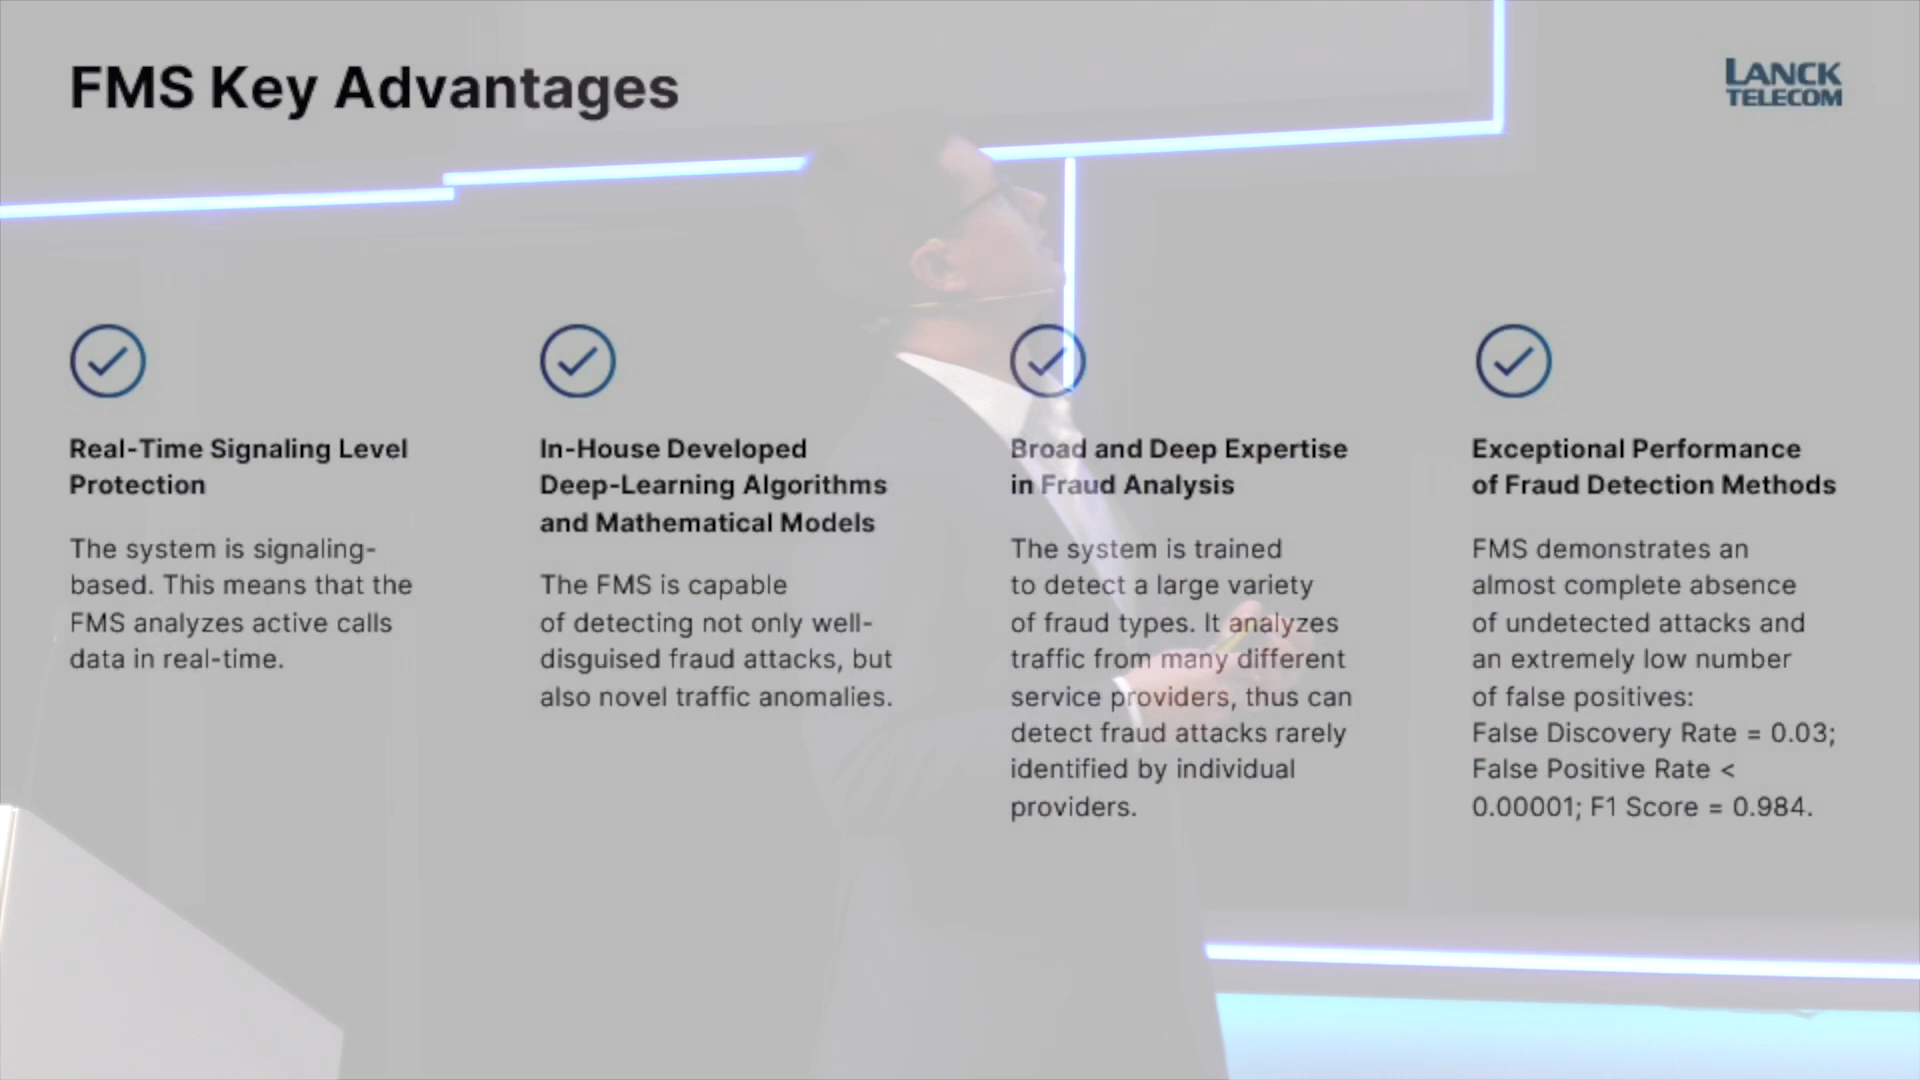 FMS Key Advantages
LANCK
TELECOM
Real-Time Signaling Level
Protection
The system is signaling-
based. This means that the
FMS analyzes active calls
data in real-time.
In-House Developed
Deep-Learning Algorithms
and Mathematical Models
The FMS is capable
of detecting not only well-
disguised fraud attacks, but
also novel traffic anomalies.
Broad and Deep Expertise
in Fraud Analysis
The system is trained
to detect a large variety
of fraud types. It analyzes
traffic from many different
service providers, thus can
detect fraud attacks rarely
identified by individual
providers.
Exceptional Performance
of Fraud Detection Methods
FMS demonstrates an
almost complete absence
of undetected attacks and
an extremely low number
of false positives:
False Discovery Rate = 0.03;
False Positive Rate <
0.00001; F1 Score = 0.984.